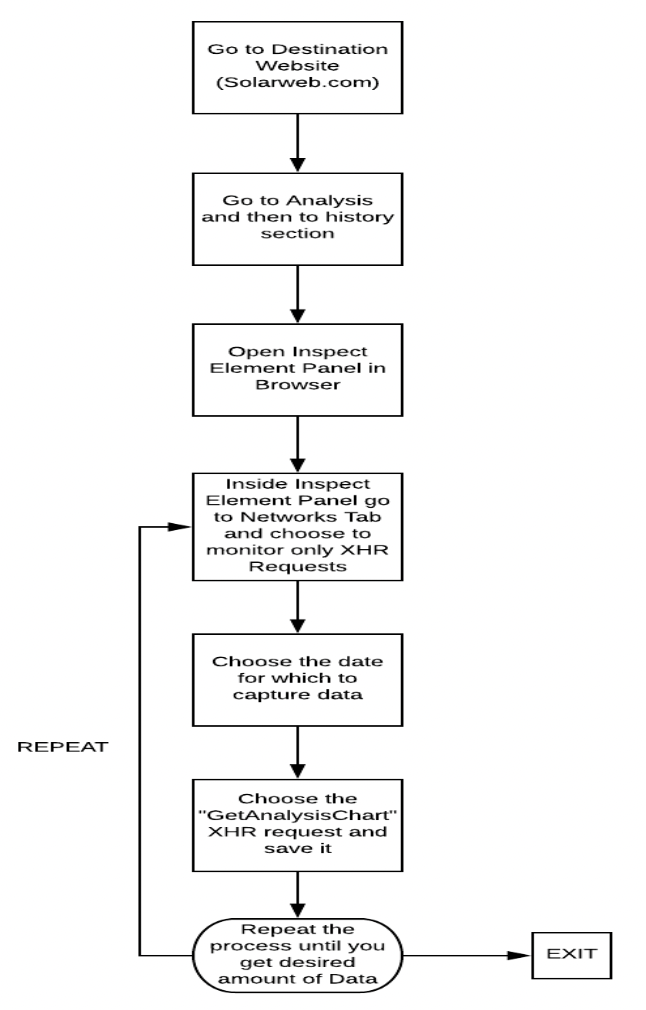 Go to Destination
Website
(Solarweb.com)
Go to Analysis
and then to history
section
Open Inspect
Element Panel in
Browser
Inside Inspect
Element Panel go
to Networks Tab
and choose to
monitor only XHR
Requests
Choose the date
for which to
capture data
REPEAT
Choose the
"GetAnalysisChart"
XHR request and
save it
Repeat the
process until you
get desired
amount of Data
EXIT